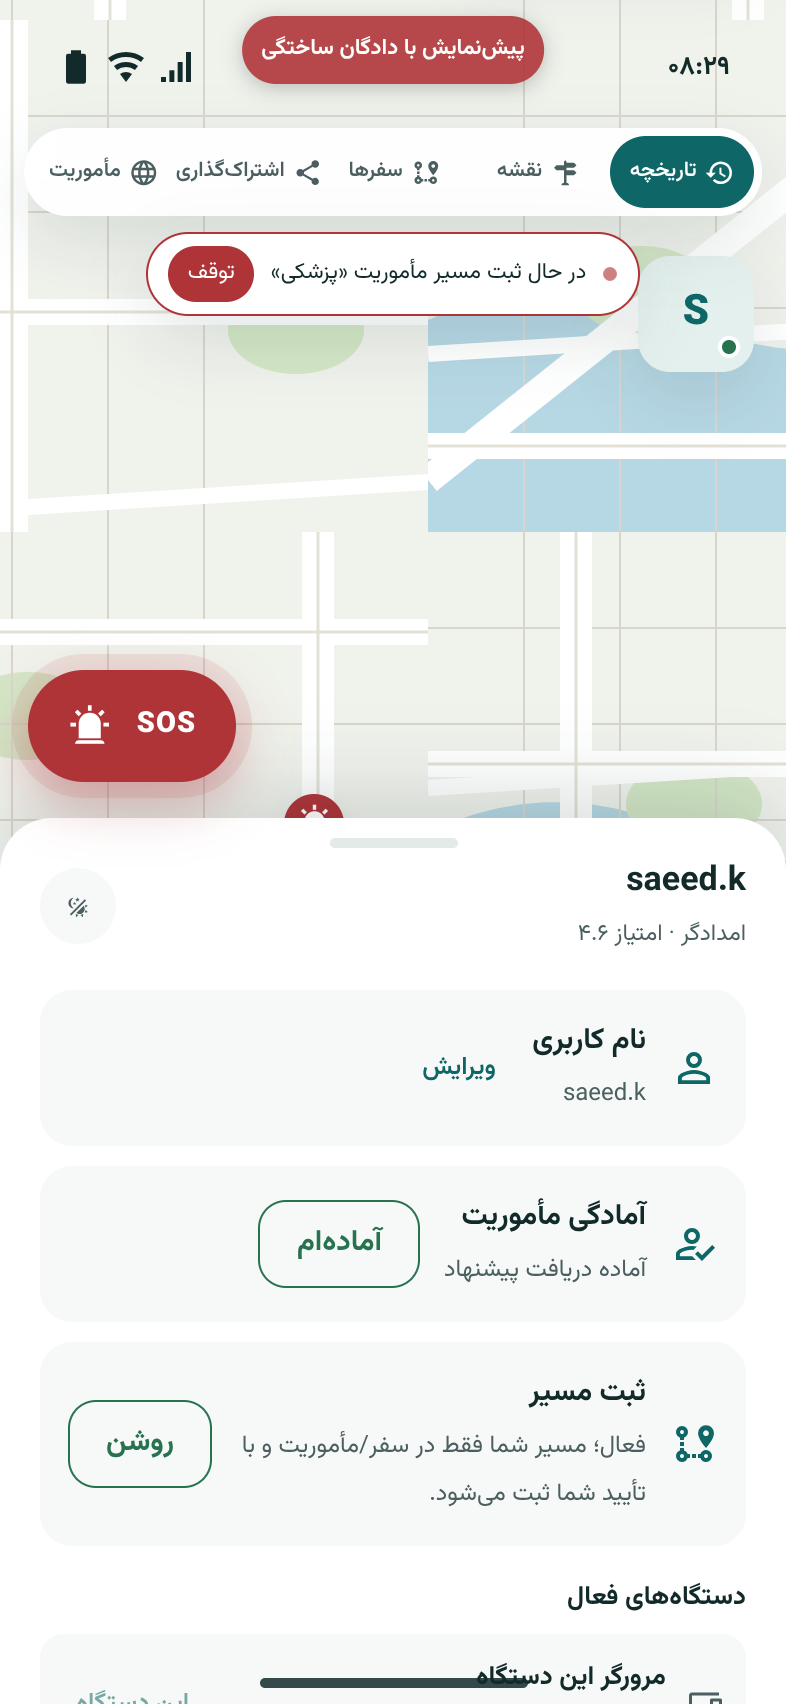 پیش‌نمایش با دادگان ساختگی
۰۸:۲۹
تاریخچه
نقشه
سفرها
اشتراک‌گذاری
مأموریت
در حال ثبت مسیر مأموریت «پزشکی»
توقف
S
SOS
saeed.k
امدادگر · امتیاز ۴.۶
نام کاربری
saeed.k
ویرایش
آمادگی مأموریت
آماده دریافت پیشنهاد
آماده‌ام
ثبت مسیر
فعال؛ مسیر شما فقط در سفر/مأموریت و با
تأیید شما ثبت می‌شود.
روشن
دستگاه‌های فعال
مرورگر این دستگاه
این دستگاه